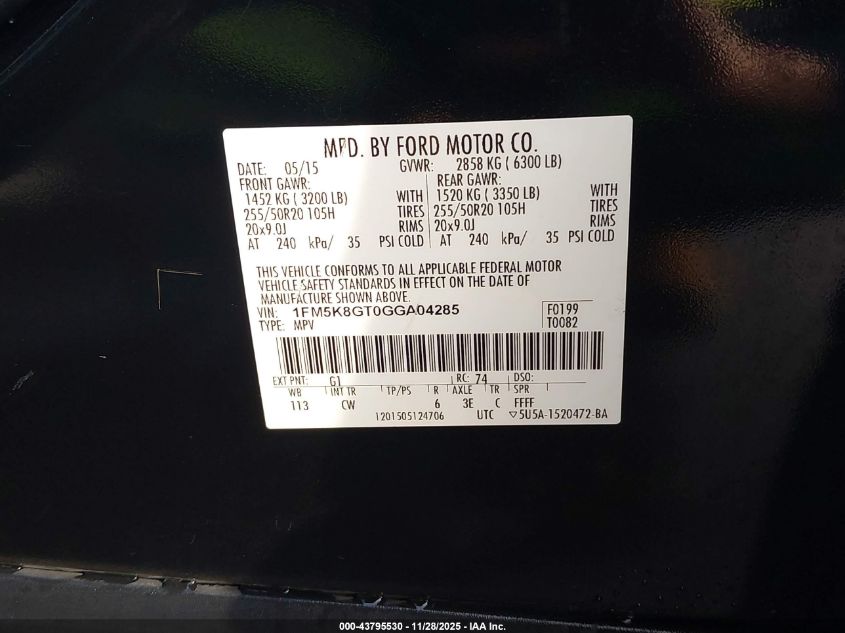 MFD. BY FORD MOTOR CO.
DATE: 05/15 GVWR: 2858 KG ( 6300 LB)
FRONT GAWR: REAR GAWR:
1452 KG ( 3200 LB) WITH 1520 KG ( 3350 LB) WITH
255/50R20 105H TIRES 255/50R20 105H TIRES
20x9.0J RIMS 20x9.0J RIMS
AT 240 kPa/ 35 PSI COLD AT 240 kPa/ 35 PSI COLD
THIS VEHICLE CONFORMS TO ALL APPLICABLE FEDERAL MOTOR
VEHICLE SAFETY STANDARDS IN EFFECT ON THE DATE OF
MANUFACTURE SHOWN ABOVE.
VIN: 1FM5K8GT0GGA04285 F0199
TYPE: MPV T0082
EXT PNT: G1 RC: 74 DSO:
WB INT TR TP/PS R AXLE TR SPR
113 CW 6 3E C FFFF
1201505124706 UTC ▽5U5A-1520472-BA
000-43795530 - 11/28/2025 - IAA Inc.